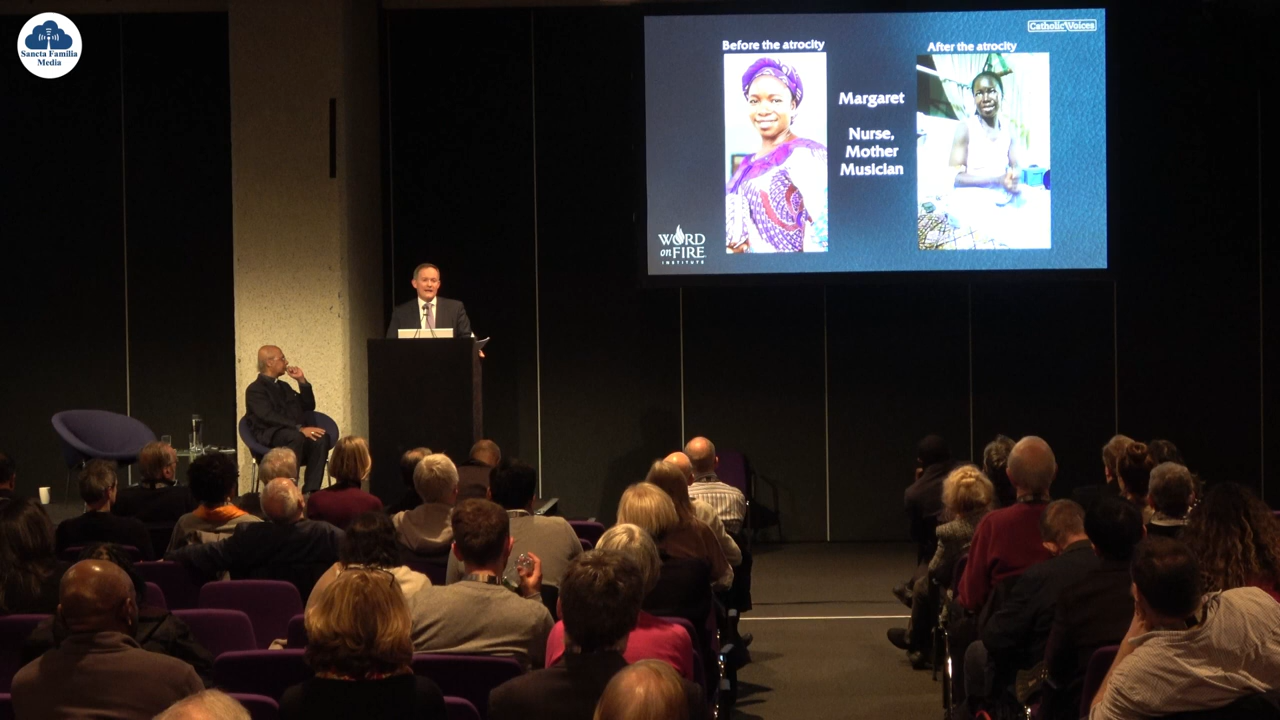 Sancta Familia
Media
Catholic Voices
Before the atrocity
After the atrocity
Margaret
Nurse,
Mother
Musician
WORD
on FIRE
INSTITUTE